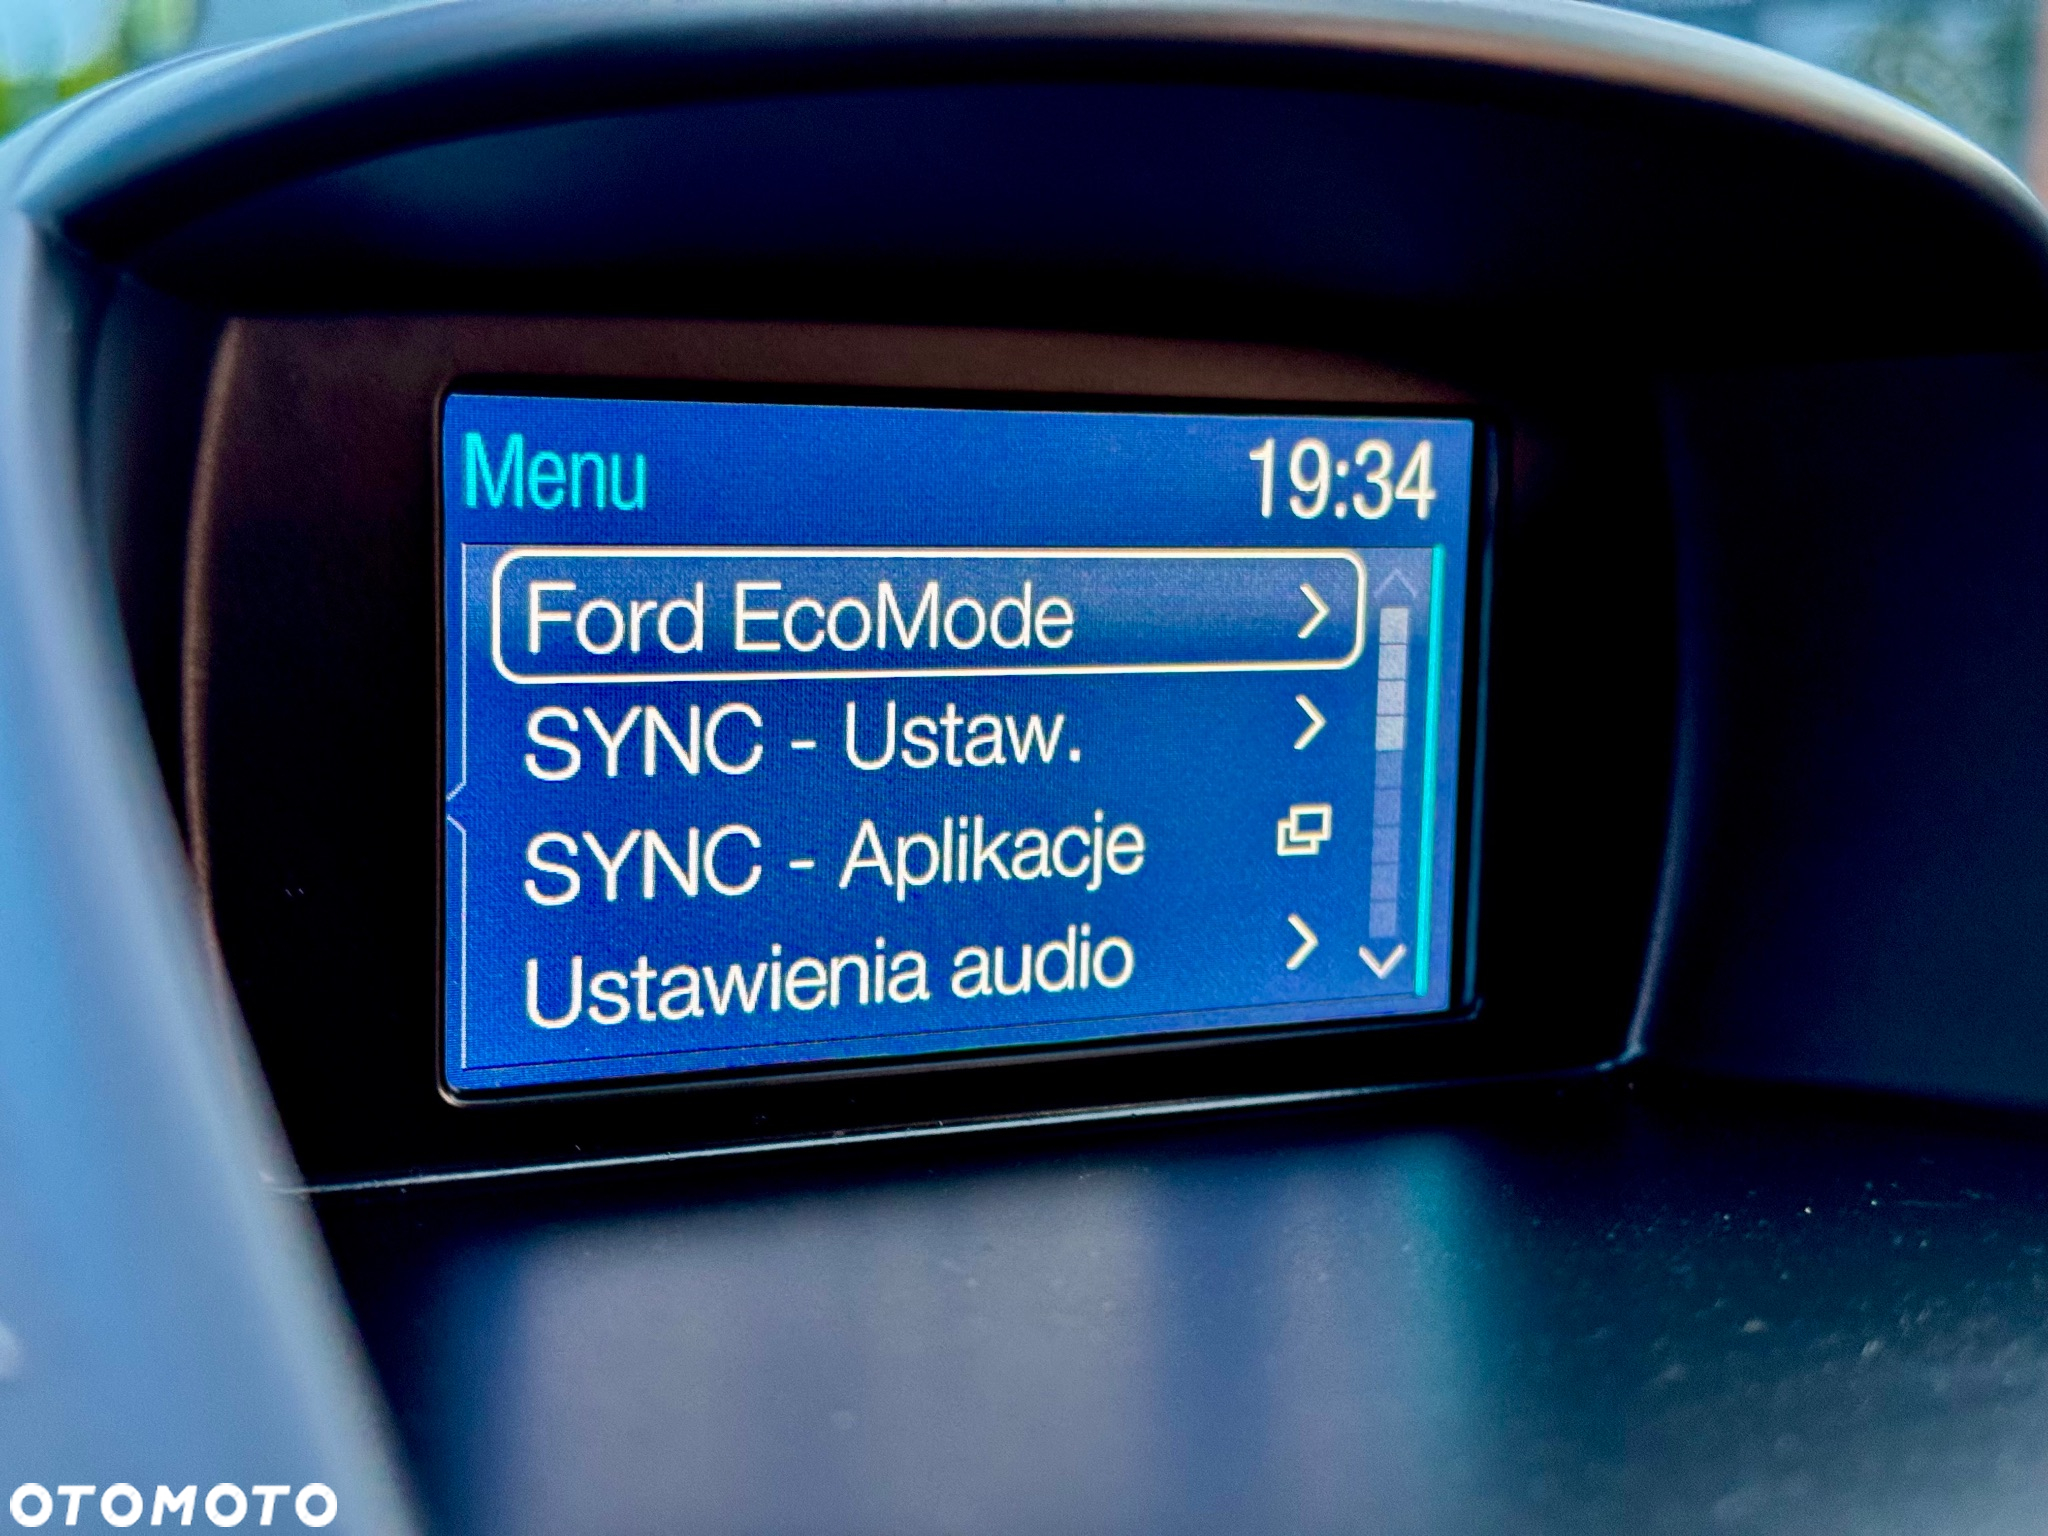 Menu 19:34
Ford EcoMode
SYNC - Ustaw.
SYNC - Aplikacje
Ustawienia audio
OTOMOTO